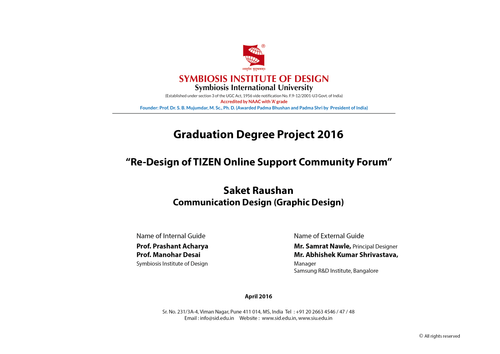 SYMBIOSIS INSTITUTE OF DESIGN
Symbiosis International University
(Established under section 3 of the UGC Act, 1956 vide notification No. F.9-12/2001-U3 Govt. of India)
Accredited by NAAC with 'A' grade
Founder: Prof. Dr. S. B. Mujumdar, M. Sc., Ph. D. (Awarded Padma Bhushan and Padma Shri by President of India)
Graduation Degree Project 2016
“Re-Design of TIZEN Online Support Community Forum”
Saket Raushan
Communication Design (Graphic Design)
Name of Internal Guide
Prof. Prashant Acharya
Prof. Manohar Desai
Symbiosis Institute of Design
Name of External Guide
Mr. Samrat Nawle, Principal Designer
Mr. Abhishek Kumar Shrivastava,
Manager
Samsung R&D Institute, Bangalore
April 2016
Sr. No. 231/3A-4, Viman Nagar, Pune 411 014, MS, India Tel : +91 20 2663 4546 / 47 / 48
Email : info@sid.edu.in Website : www.sid.edu.in, www.siu.edu.in
© All rights reserved